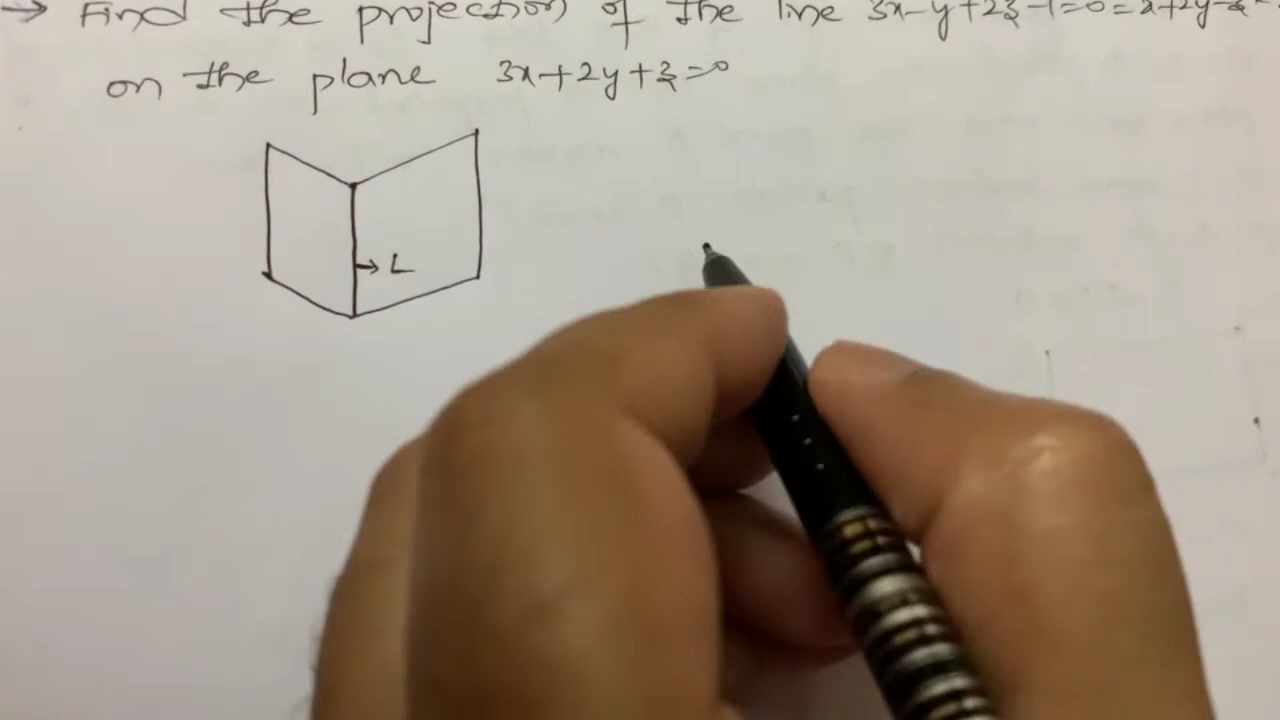 → Find the projection of the line 3x-y+2z-1=0=x+2y-z-
on the plane 3x+2y+z=0
→ L